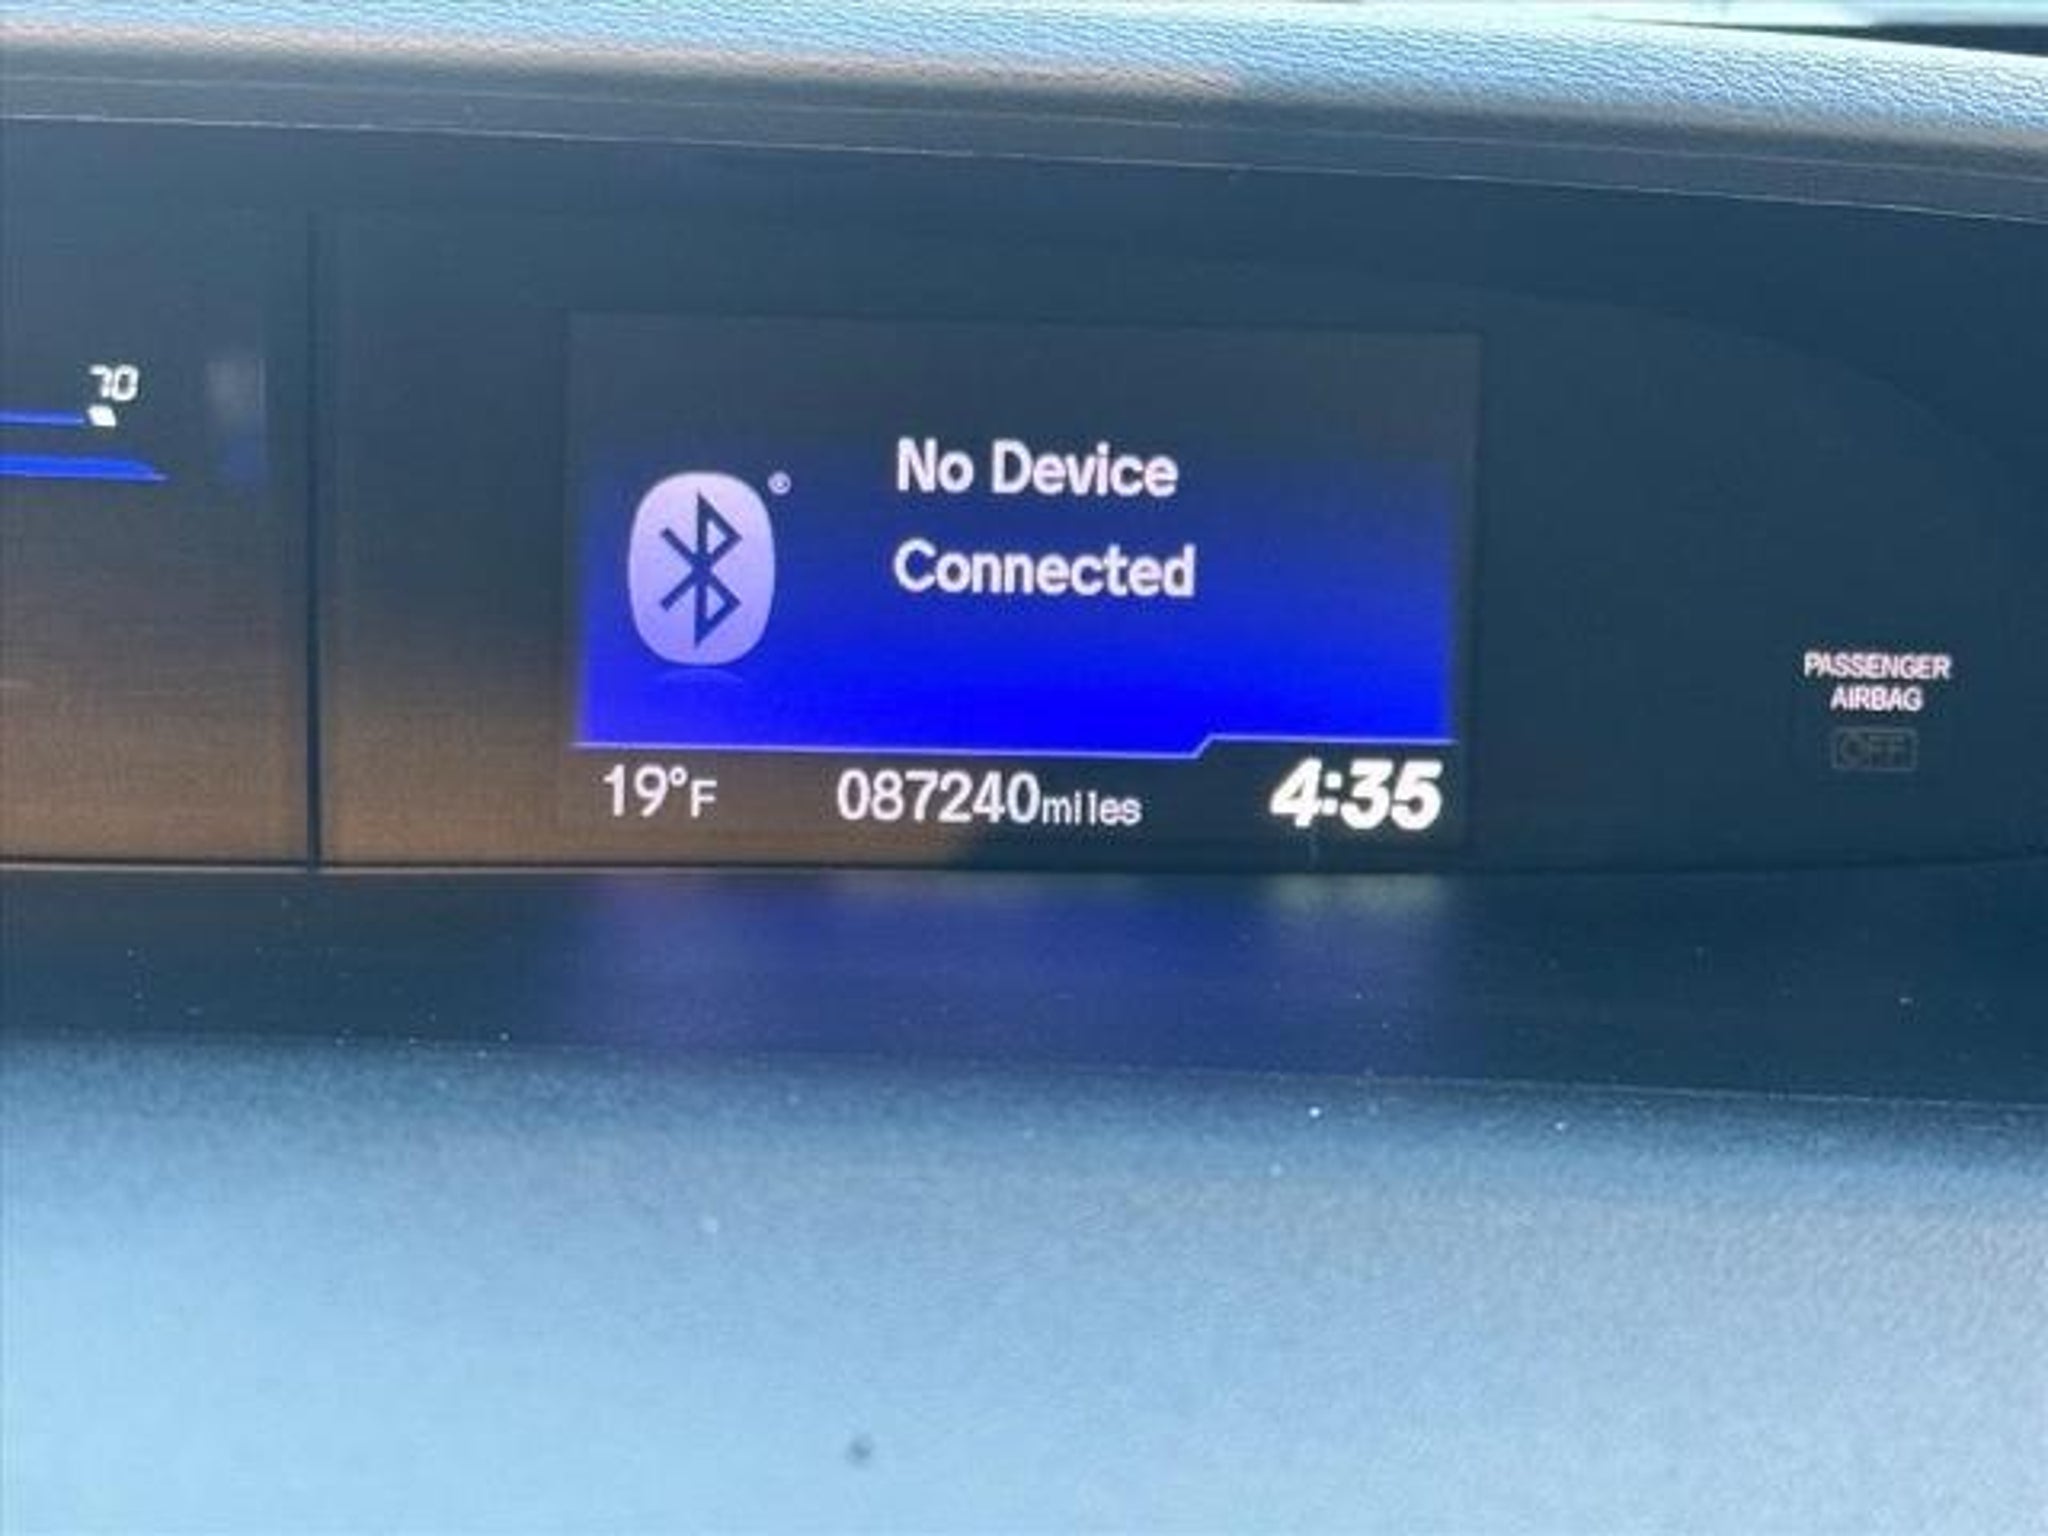 70
No Device
Connected
®
19°F 087240miles 4:35
PASSENGER
AIRBAG
OFF